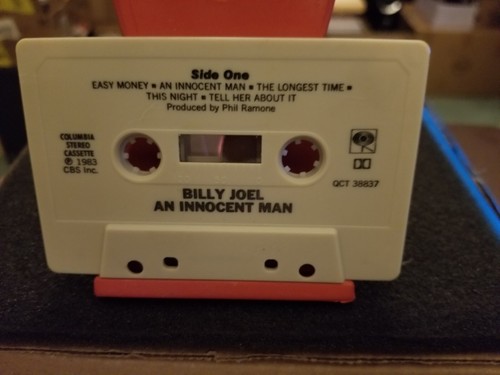 Side One
EASY MONEY ■ AN INNOCENT MAN ■ THE LONGEST TIME ■
THIS NIGHT ■ TELL HER ABOUT IT
Produced by Phil Ramone
COLUMBIA
STEREO
CASSETTE
℗ 1983
CBS Inc.
QCT 38837
BILLY JOEL
AN INNOCENT MAN